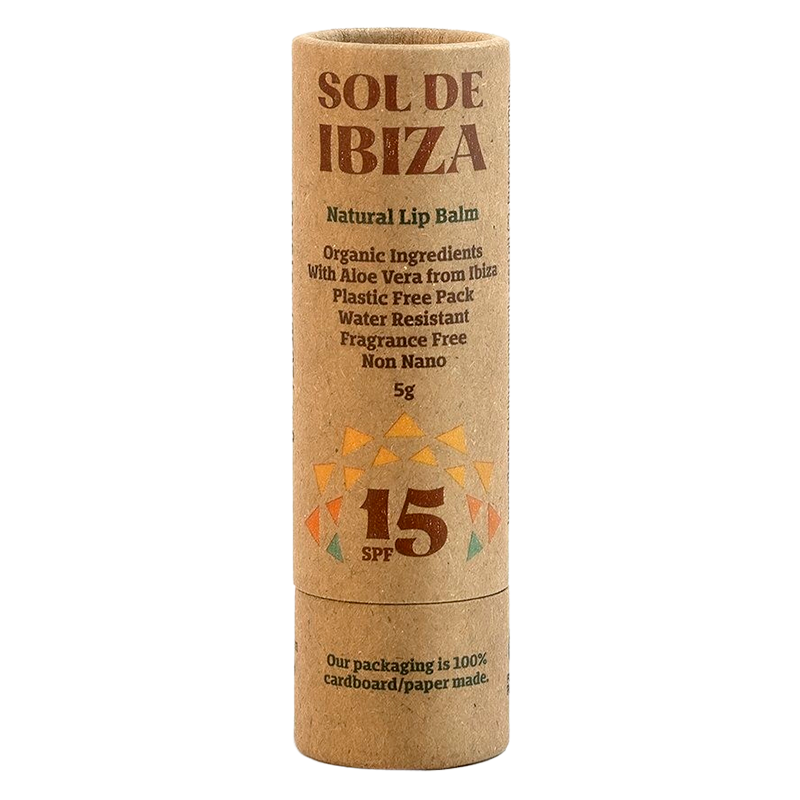 SOL DE
IBIZA
Natural Lip Balm
Organic Ingredients
With Aloe Vera from Ibiza
Plastic Free Pack
Water Resistant
Fragrance Free
Non Nano
5g
15
SPF
Our packaging is 100%
cardboard/paper made.